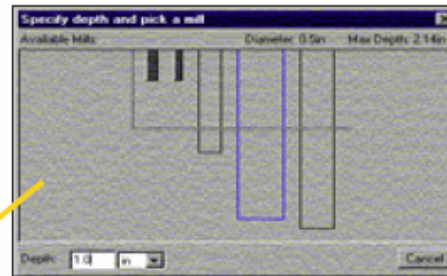 Specify depth and pick a mill
Available Mills: Diameter: 0.5in Max Depth: 2.14in
Depth: 1.0 in Cancel